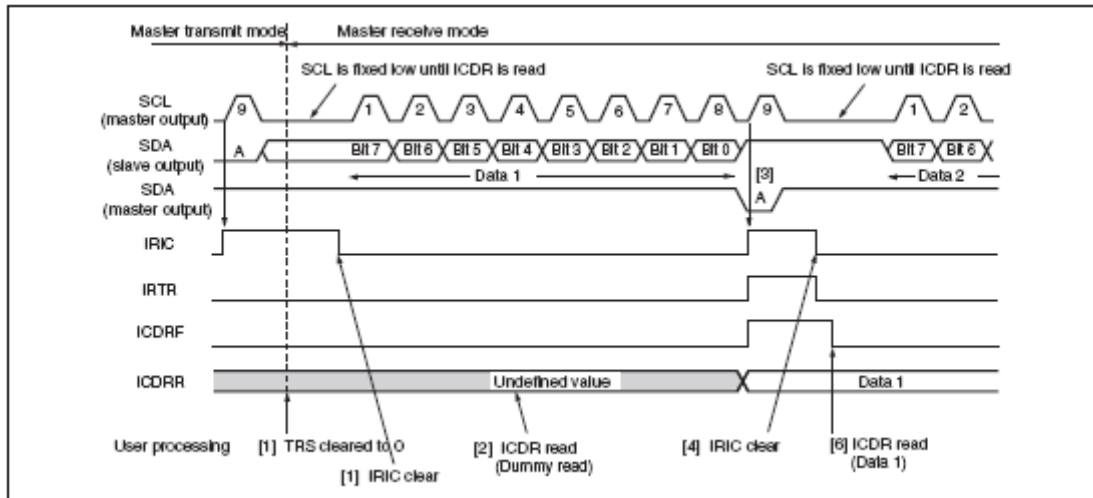 Master transmit mode Master receive mode
SCL is fixed low until ICDR is read SCL is fixed low until ICDR is read
SCL
(master output)
9 1 2 3 4 5 6 7 8 9 1 2
SDA
(slave output)
A Bit 7 Bit 6 Bit 5 Bit 4 Bit 3 Bit 2 Bit 1 Bit 0 Bit 7 Bit 6
Data 1 [3] Data 2
SDA
(master output)
A
IRIC
IRTR
ICDRF
ICDRR Undefined value Data 1
User processing [1] TRS cleared to 0 [2] ICDR read
(Dummy read) [4] IRIC clear [6] ICDR read
(Data 1)
[1] IRIC clear